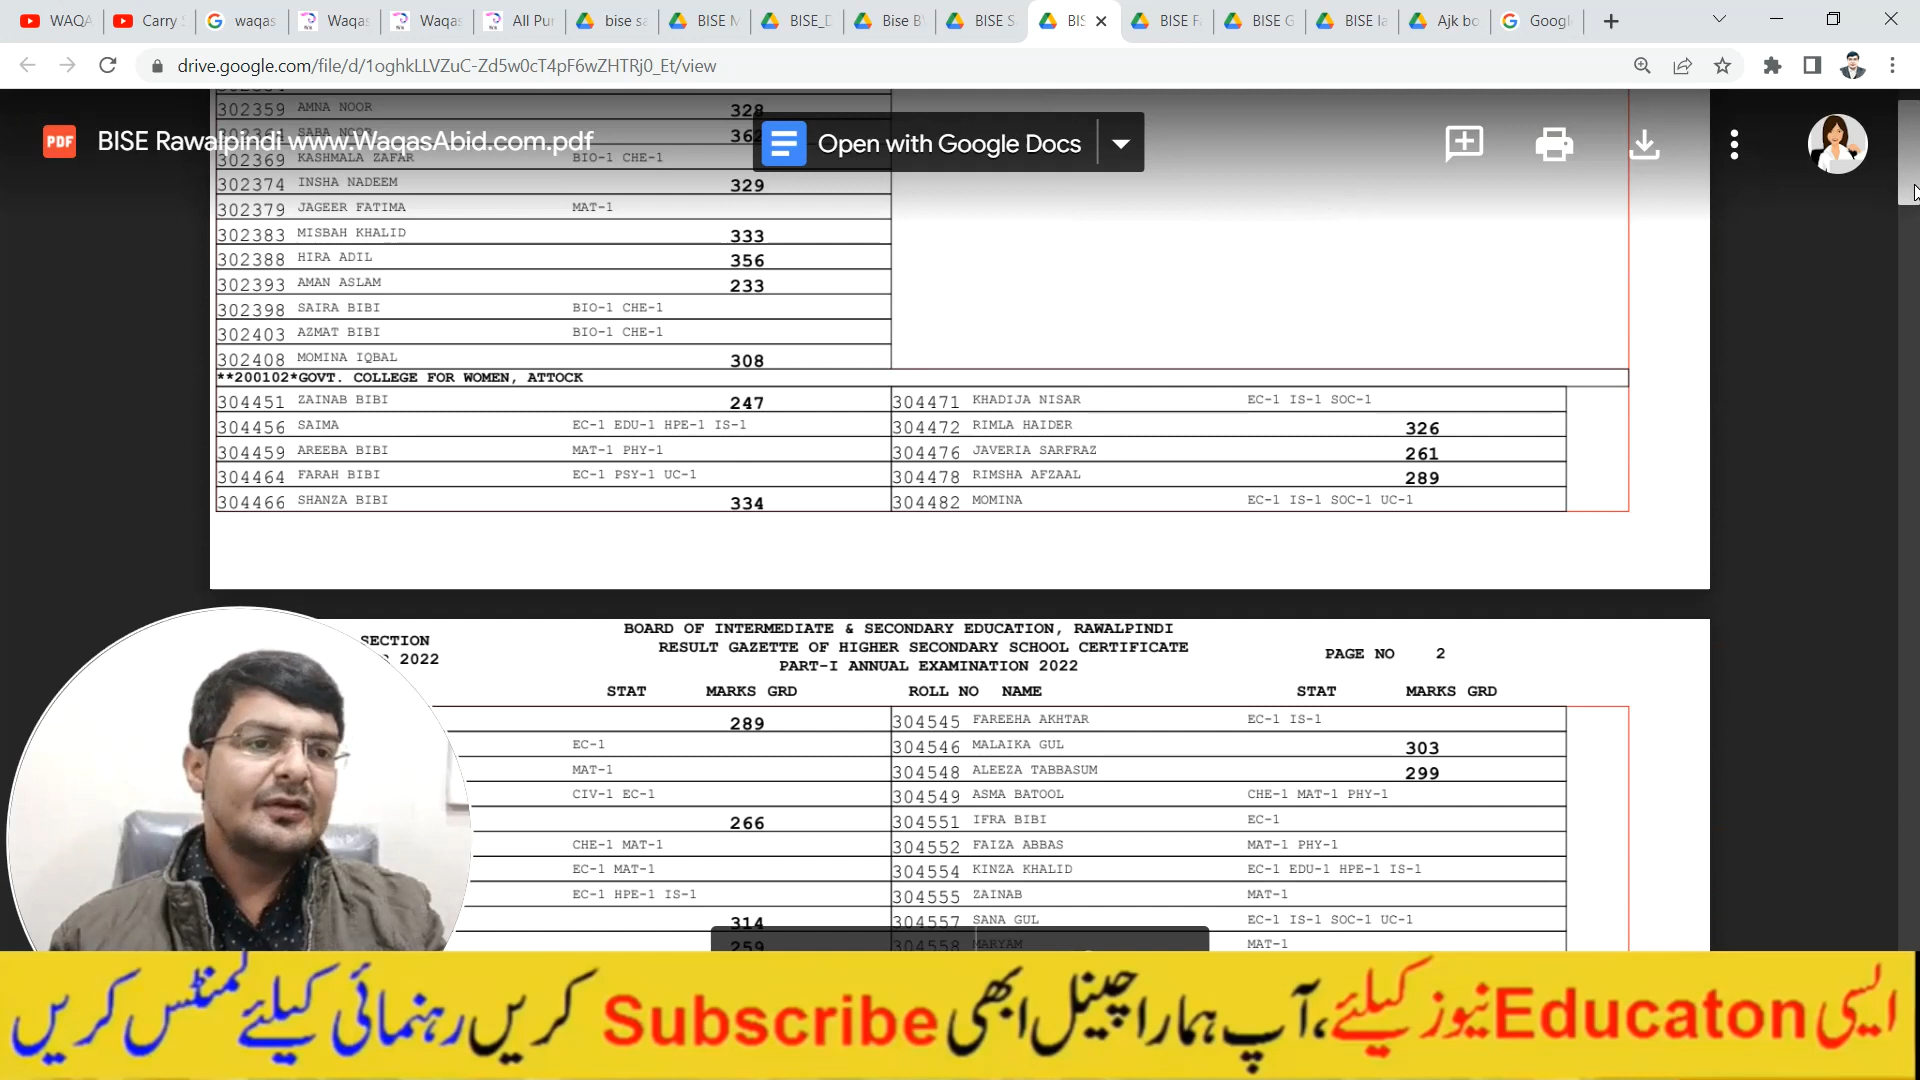 WAQA
Carry
waqas
Waqas
Waqas
All Pur
bise sa
BISE M
BISE_D
Bise B
BISE S
BIS
BISE F
BISE G
BISE la
Ajk bo
Googl
drive.google.com/file/d/1oghkLLVZuC-Zd5w0cT4pF6wZHTRj0_Et/view
PDF BISE Rawalpindi www.WaqasAbid.com.pdf
Open with Google Docs
302359 AMNA NOOR 328
SABA NOOR 362
302369 KASHMALA ZAFAR BIO-1 CHE-1
302374 INSHA NADEEM 329
302379 JAGEER FATIMA MAT-1
302383 MISBAH KHALID 333
302388 HIRA ADIL 356
302393 AMAN ASLAM 233
302398 SAIRA BIBI BIO-1 CHE-1
302403 AZMAT BIBI BIO-1 CHE-1
302408 MOMINA IQBAL 308
**200102*GOVT. COLLEGE FOR WOMEN, ATTOCK
304451 ZAINAB BIBI 247 304471 KHADIJA NISAR EC-1 IS-1 SOC-1
304456 SAIMA EC-1 EDU-1 HPE-1 IS-1 304472 RIMLA HAIDER 326
304459 AREEBA BIBI MAT-1 PHY-1 304476 JAVERIA SARFRAZ 261
304464 FARAH BIBI EC-1 PSY-1 UC-1 304478 RIMSHA AFZAAL 289
304466 SHANZA BIBI 334 304482 MOMINA EC-1 IS-1 SOC-1 UC-1
BOARD OF INTERMEDIATE & SECONDARY EDUCATION, RAWALPINDI
SECTION RESULT GAZETTE OF HIGHER SECONDARY SCHOOL CERTIFICATE PAGE NO 2
2022 PART-I ANNUAL EXAMINATION 2022
STAT MARKS GRD ROLL NO NAME STAT MARKS GRD
289 304545 FAREEHA AKHTAR EC-1 IS-1
EC-1 304546 MALAIKA GUL 303
MAT-1 304548 ALEEZA TABBASUM 299
CIV-1 EC-1 304549 ASMA BATOOL CHE-1 MAT-1 PHY-1
266 304551 IFRA BIBI EC-1
CHE-1 MAT-1 304552 FAIZA ABBAS MAT-1 PHY-1
EC-1 MAT-1 304554 KINZA KHALID EC-1 EDU-1 HPE-1 IS-1
EC-1 HPE-1 IS-1 304555 ZAINAB MAT-1
314 304557 SANA GUL EC-1 IS-1 SOC-1 UC-1
259 304558 MARYAM MAT-1
ایسی Educaton نیوز کیلئے، آپ ہمارا چینل ابھی Subscribe کریں رہنمائی کیلئے کمنٹس کریں